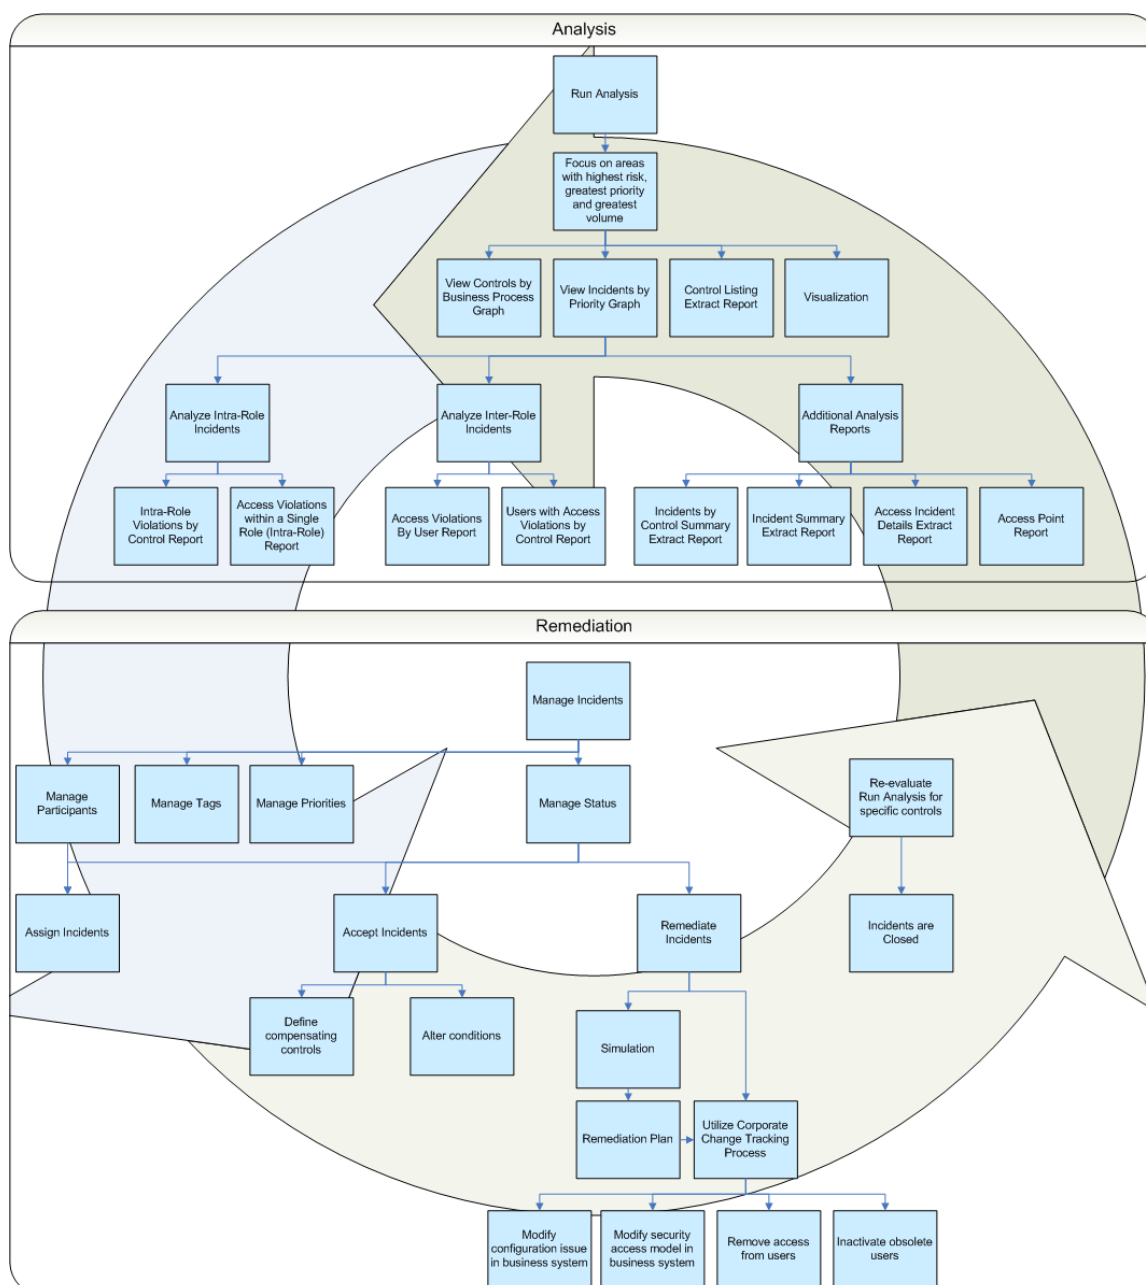 Analysis
Run Analysis
Focus on areas
with highest risk,
greatest priority
and greatest
volume
View Controls by
Business Process
Graph
View Incidents by
Priority Graph
Control Listing
Extract Report
Visualization
Analyze Intra-Role
Incidents
Analyze Inter-Role
Incidents
Additional Analysis
Reports
Intra-Role
Violations by
Control Report
Access Violations
within a Single
Role (Intra-Role)
Report
Access Violations
By User Report
Users with Access
Violations by
Control Report
Incidents by
Control Summary
Extract Report
Incident Summary
Extract Report
Access Incident
Details Extract
Report
Access Point
Report
Remediation
Manage Incidents
Manage
Participants
Manage Tags
Manage Priorities
Manage Status
Re-evaluate
Run Analysis for
specific controls
Assign Incidents
Accept Incidents
Remediate
Incidents
Incidents are
Closed
Define
compensating
controls
Alter conditions
Simulation
Remediation Plan
Utilize Corporate
Change Tracking
Process
Modify
configuration issue
in business system
Modify security
access model in
business system
Remove access
from users
Inactivate obsolete
users